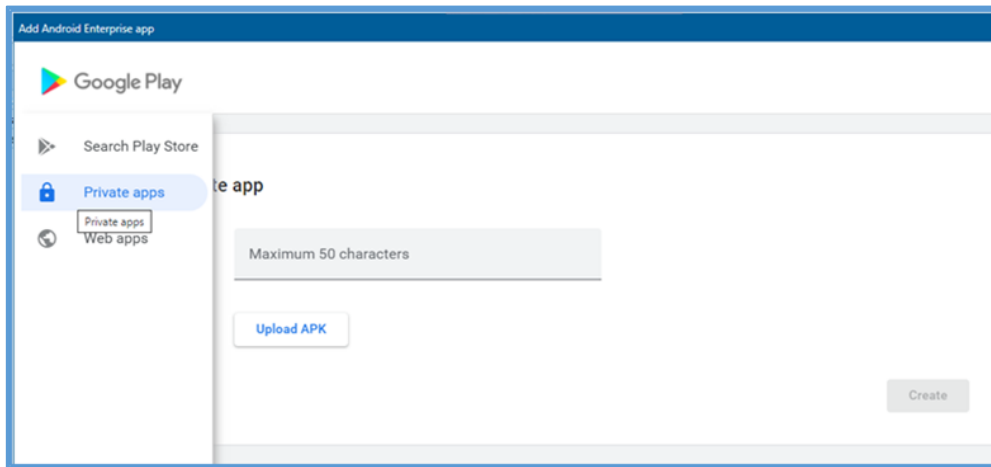 Add Android Enterprise app
Google Play
Search Play Store
Private apps
te app
Private apps
Web apps
Maximum 50 characters
Upload APK
Create